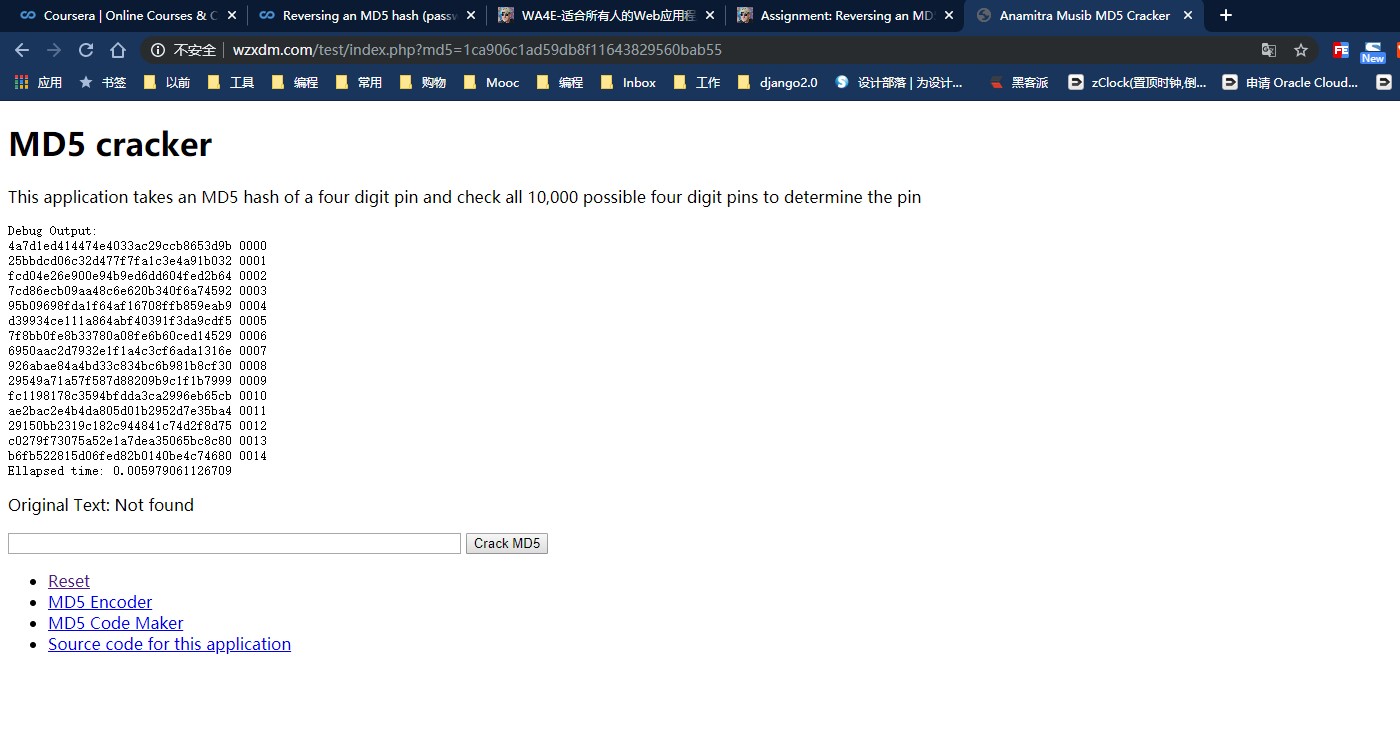 Coursera | Online Courses & C
Reversing an MD5 hash (passw
WA4E-适合所有人的Web应用程
Assignment: Reversing an MD5
Anamitra Musib MD5 Cracker
不安全 | wzxdm.com/test/index.php?md5=1ca906c1ad59db8f11643829560bab55
FE
New
应用 书签 以前 工具 编程 常用 购物 Mooc 编程 Inbox 工作 django2.0 设计部落 | 为设计... 黑客派 zClock(置顶时钟,倒... 申请 Oracle Cloud...
MD5 cracker
This application takes an MD5 hash of a four digit pin and check all 10,000 possible four digit pins to determine the pin
Debug Output:
4a7d1ed414474e4033ac29ccb8653d9b 0000
25bbdcd06c32d477f7fa1c3e4a91b032 0001
fcd04e26e900e94b9ed6dd604fed2b64 0002
7cd86ecb09aa48c6e620b340f6a74592 0003
95b09698fda1f64af16708ffb859eab9 0004
d39934ce111a864abf40391f3da9cdf5 0005
7f8bb0fe8b33780a08fe6b60ced14529 0006
6950aac2d7932e1f1a4c3cf6ada1316e 0007
926abae84a4bd33c834bc6b981b8cf30 0008
29549a71a57f587d88209b9c1f1b7999 0009
fc1198178c3594bfdda3ca2996eb65cb 0010
ae2bac2e4b4da805d01b2952d7e35ba4 0011
29150bb2319c182c944841c74d2f8d75 0012
c0279f73075a52e1a7dea35065bc8c80 0013
b6fb522815d06fed82b0140be4c74680 0014
Ellapsed time: 0.005979061126709
Original Text: Not found
Crack MD5
Reset
MD5 Encoder
MD5 Code Maker
Source code for this application